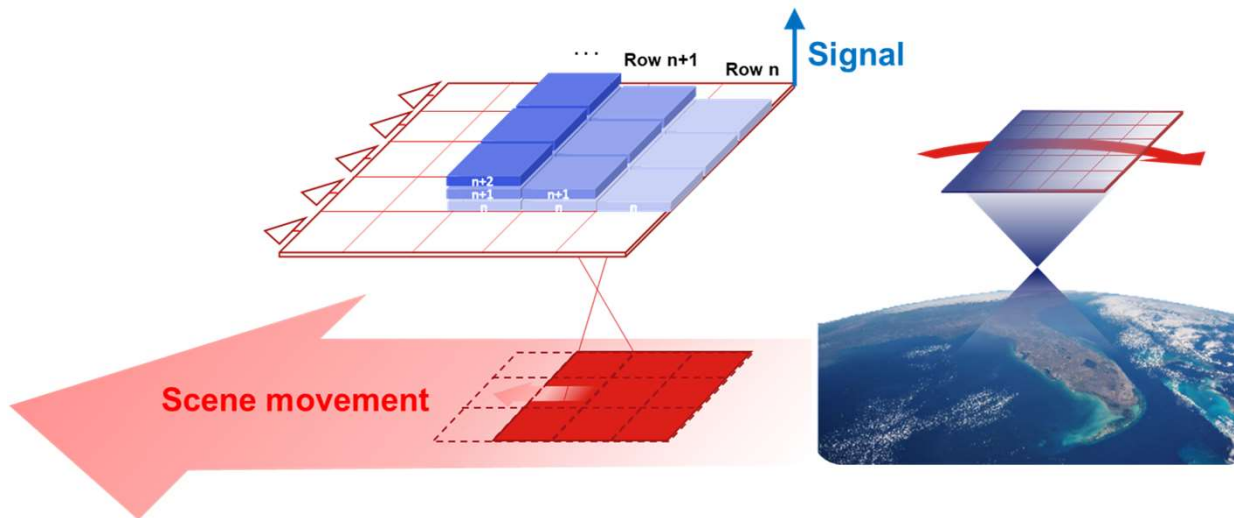 . . .
Row n+1
Row n
Signal
n+2
n+1
n+1
n
n
n
Scene movement